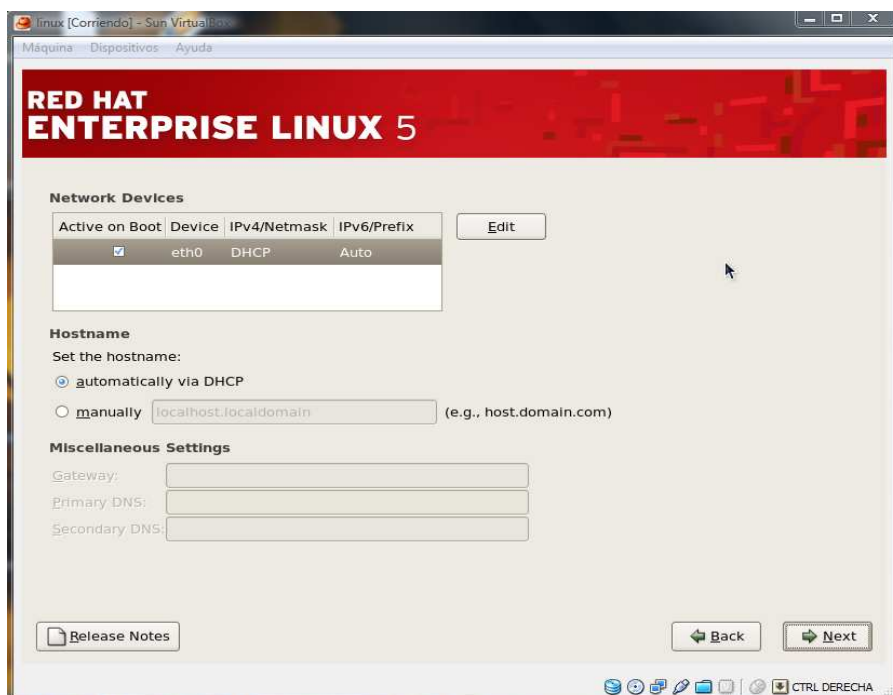 linux [Corriendo] - Sun VirtualBox
Máquina Dispositivos Ayuda
RED HAT
ENTERPRISE LINUX 5
Network Devices
Active on Boot Device IPv4/Netmask IPv6/Prefix
Edit
eth0 DHCP Auto
Hostname
Set the hostname:
automatically via DHCP
manually localhost.localdomain (e.g., host.domain.com)
Miscellaneous Settings
Gateway:
Primary DNS:
Secondary DNS:
Release Notes
Back
Next
CTRL DERECHA